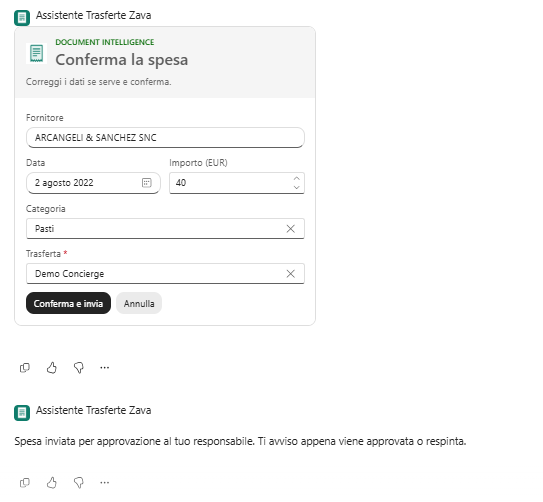 Assistente Trasferte Zava
DOCUMENT INTELLIGENCE
Conferma la spesa
Correggi i dati se serve e conferma.
Fornitore
ARCANGELI & SANCHEZ SNC
Data
Importo (EUR)
2 agosto 2022
40
Categoria
Pasti
Trasferta *
Demo Concierge
Conferma e invia
Annulla
Assistente Trasferte Zava
Spesa inviata per approvazione al tuo responsabile. Ti avviso appena viene approvata o respinta.